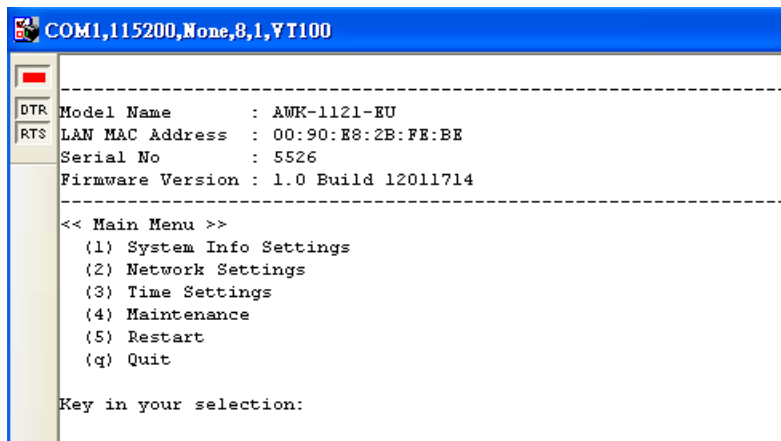 COM1,115200,None,8,1,VT100
DTR
RTS
--------------------------------------------------------------------
Model Name : AWK-1121-EU
LAN MAC Address : 00:90:E8:2B:FE:BE
Serial No : 5526
Firmware Version : 1.0 Build 12011714
--------------------------------------------------------------------
<< Main Menu >>
(1) System Info Settings
(2) Network Settings
(3) Time Settings
(4) Maintenance
(5) Restart
(q) Quit
Key in your selection: